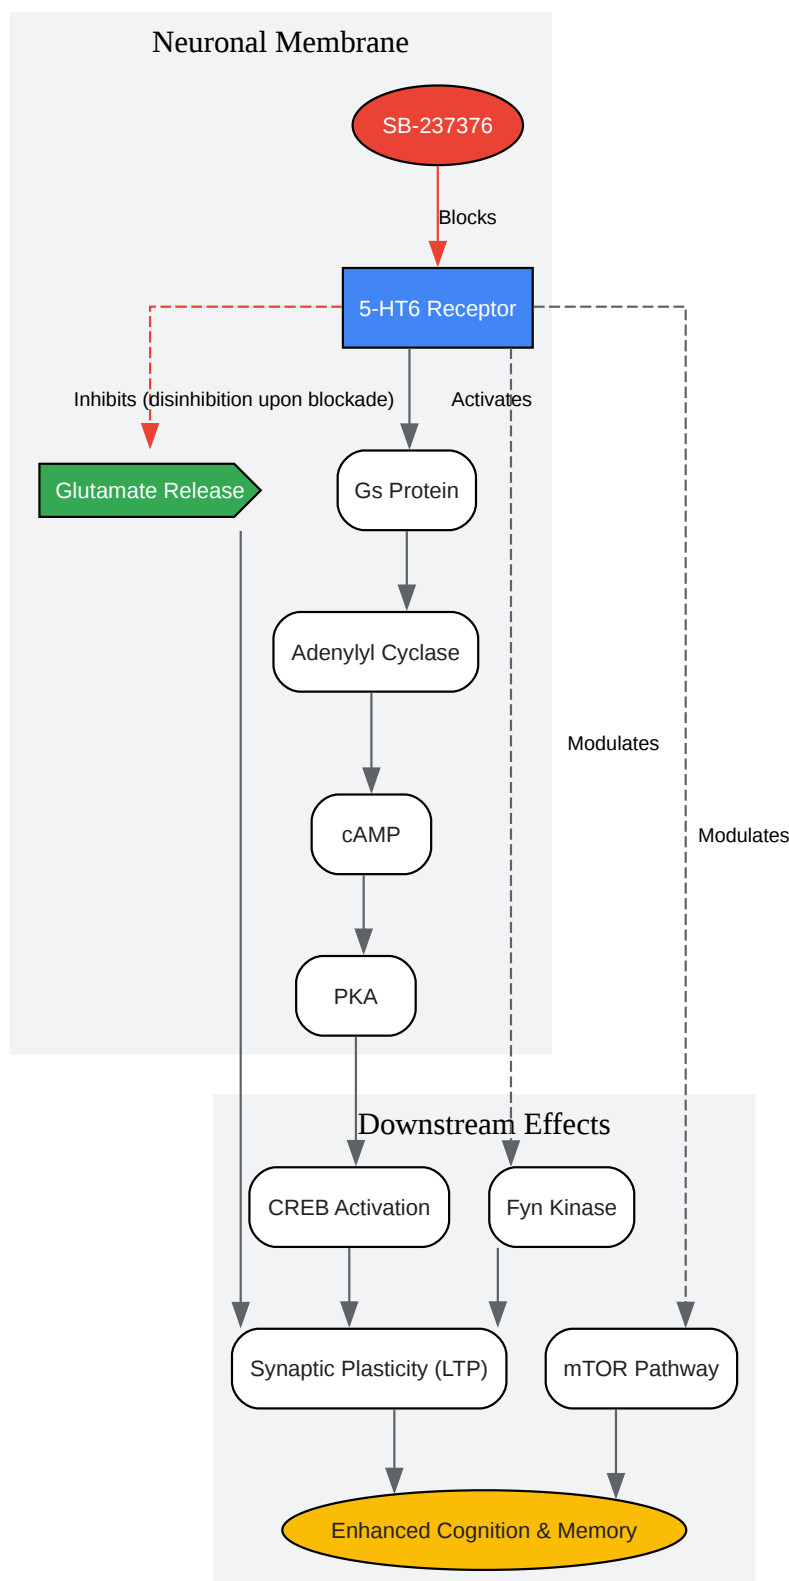 Neuronal Membrane
SB-237376
Blocks
5-HT6 Receptor
Inhibits (disinhibition upon blockade)
Activates
Glutamate Release
Gs Protein
Adenylyl Cyclase
Modulates
cAMP
Modulates
PKA
Downstream Effects
CREB Activation
Fyn Kinase
Synaptic Plasticity (LTP)
mTOR Pathway
Enhanced Cognition & Memory